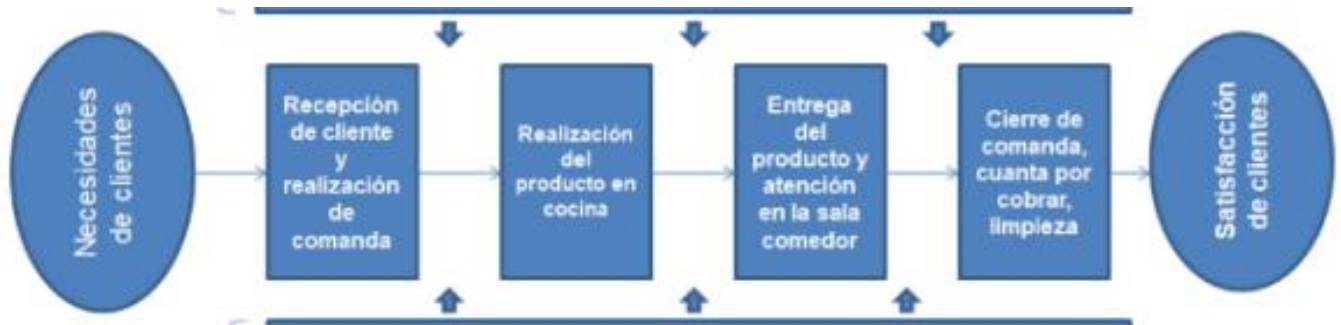 Necesidades
de clientes
Recepción
de cliente
y
realización
de
comanda
Realización
del
producto en
cocina
Entrega
del
producto y
atención
en la sala
comedor
Cierre de
comanda,
cuanta por
cobrar,
limpieza
Satisfacción
de clientes